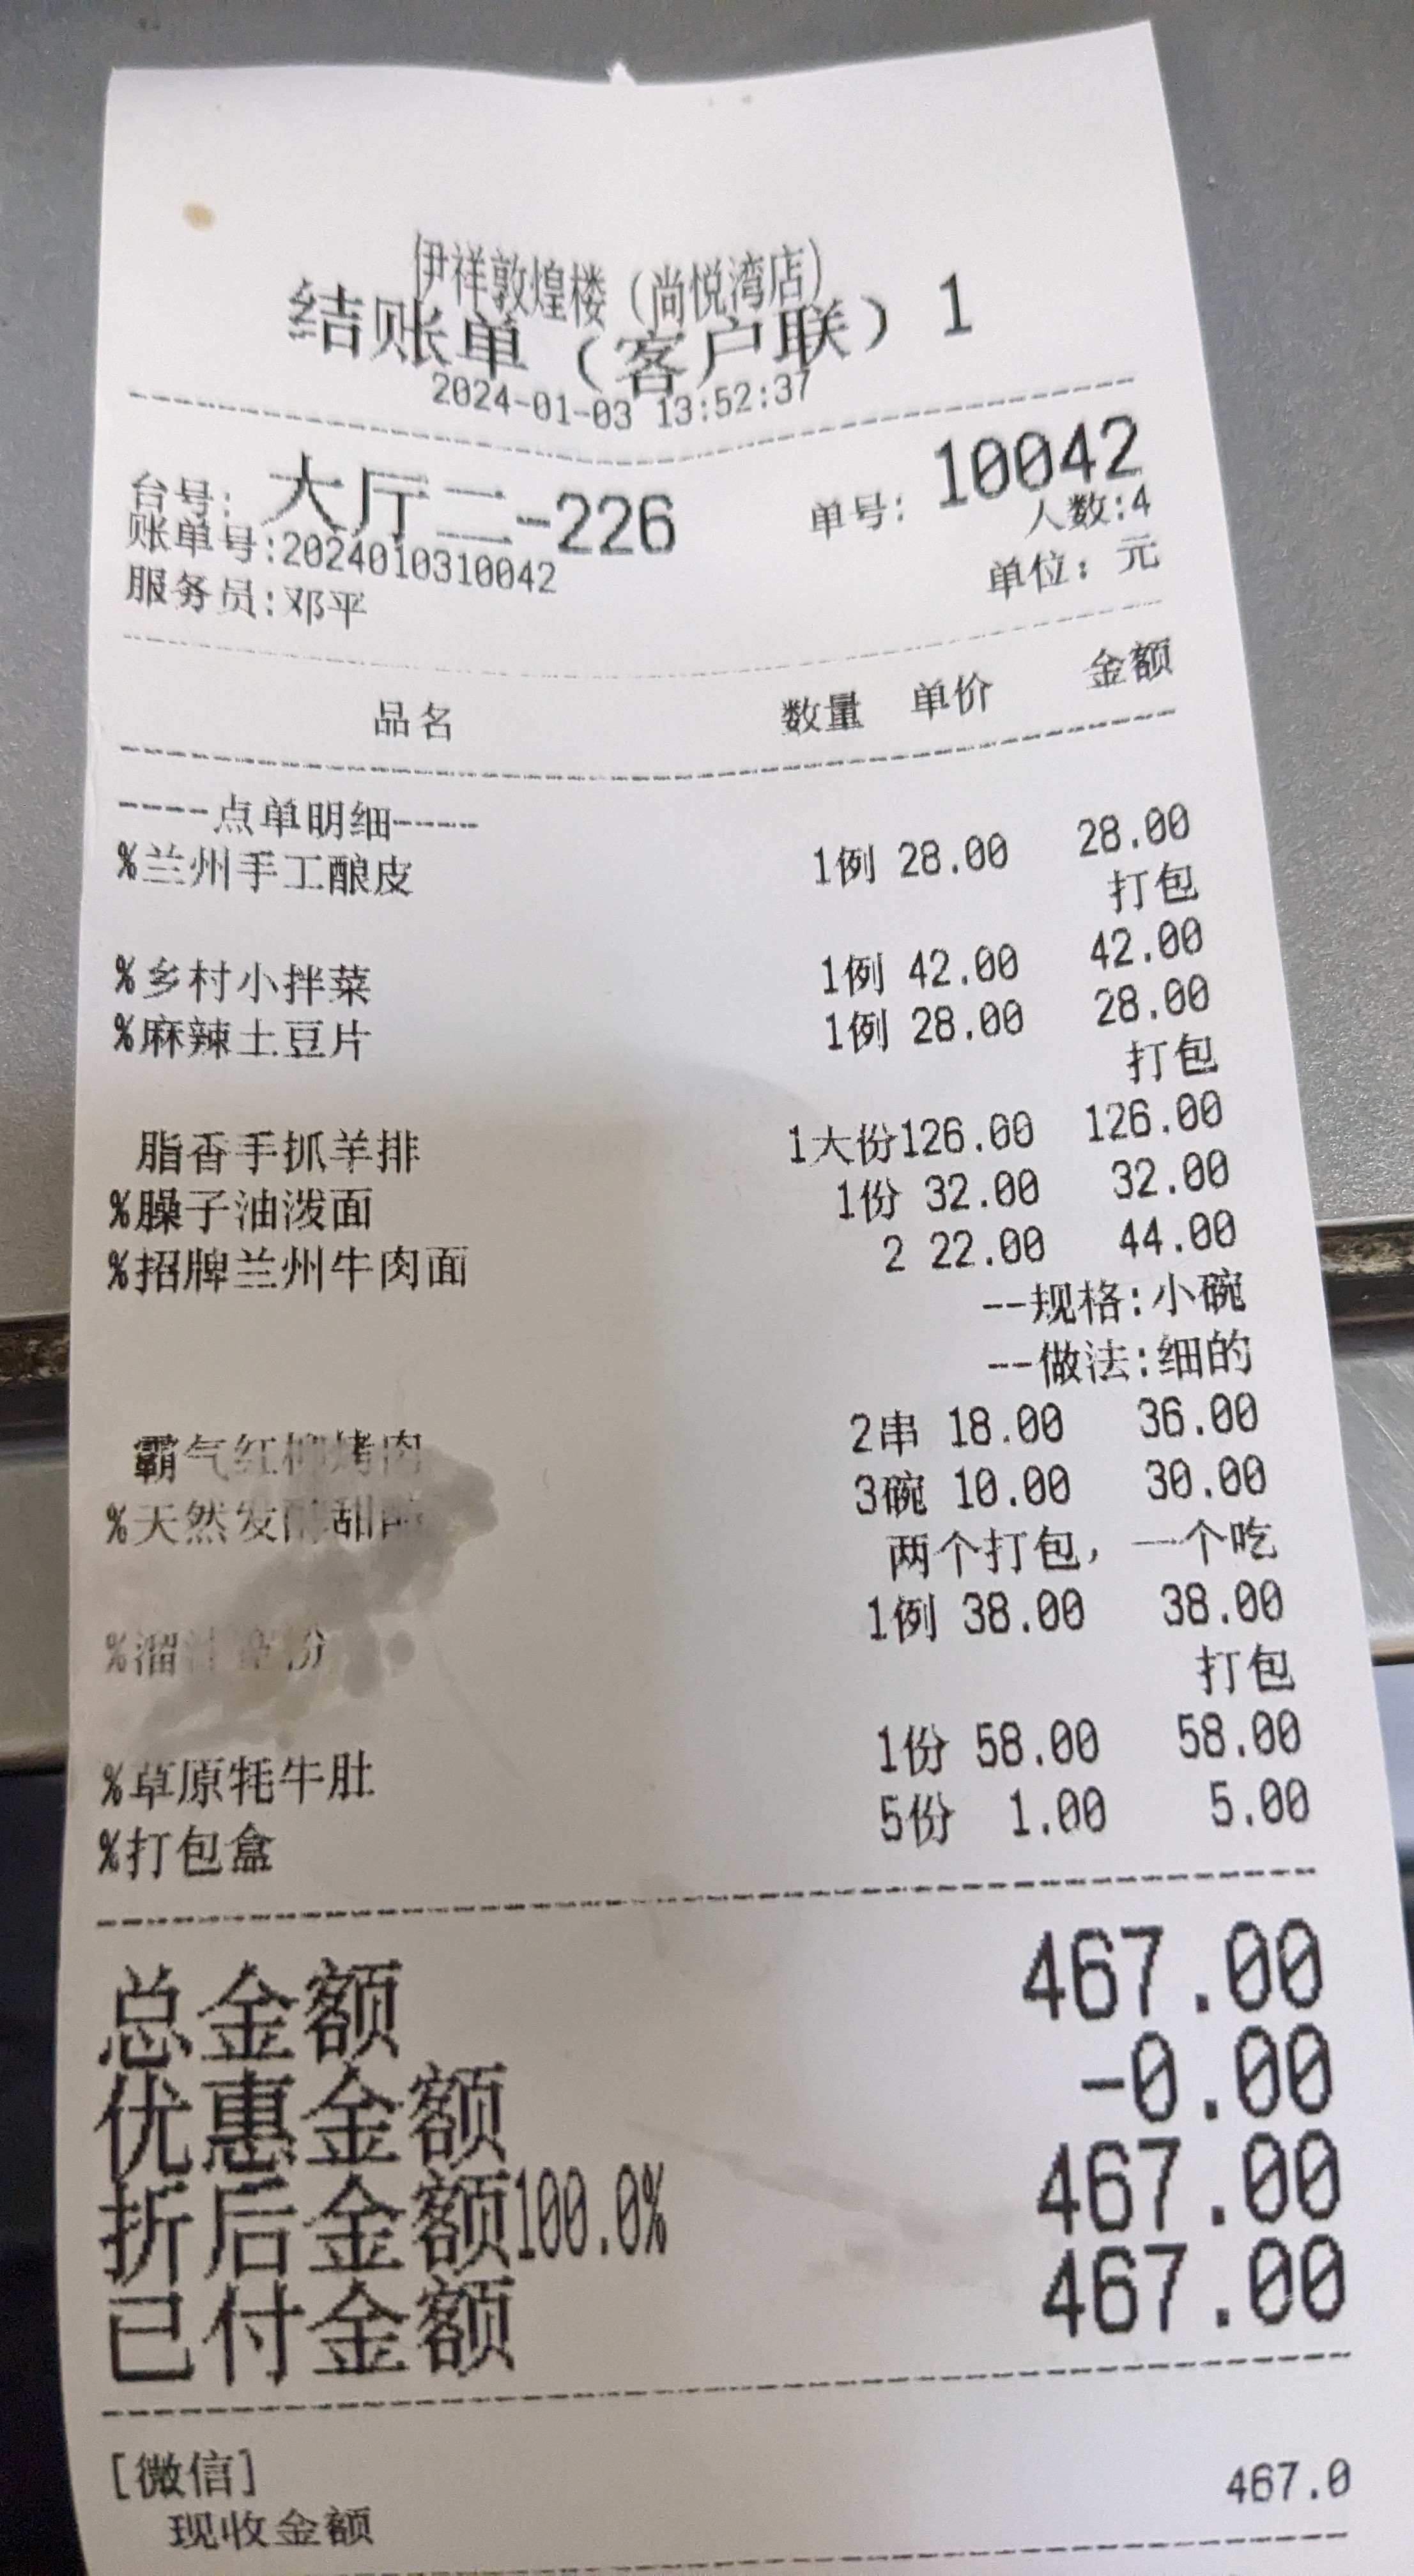 伊祥敦煌楼（尚悦湾店）
结账单（客户联）1
2024-01-03 13:52:37
台号: 大厅二-226 单号: 10042
账单号:2024010310042 人数:4
服务员:邓平 单位: 元
品名 数量 单价 金额
----点单明细----
%兰州手工酿皮 1例 28.00 28.00
打包
%乡村小拌菜 1例 42.00 42.00
%麻辣土豆片 1例 28.00 28.00
打包
脂香手抓羊排 1大份126.00 126.00
%臊子油泼面 1份 32.00 32.00
%招牌兰州牛肉面 2 22.00 44.00
--规格:小碗
--做法:细的
霸气红柳烤肉 2串 18.00 36.00
%天然发酵甜醅 3碗 10.00 30.00
两个打包，一个吃
%溜 粉 1例 38.00 38.00
打包
%草原牦牛肚 1份 58.00 58.00
%打包盒 5份 1.00 5.00
总金额 467.00
优惠金额 -0.00
折后金额100.0% 467.00
已付金额 467.00
[微信]
现收金额 467.0